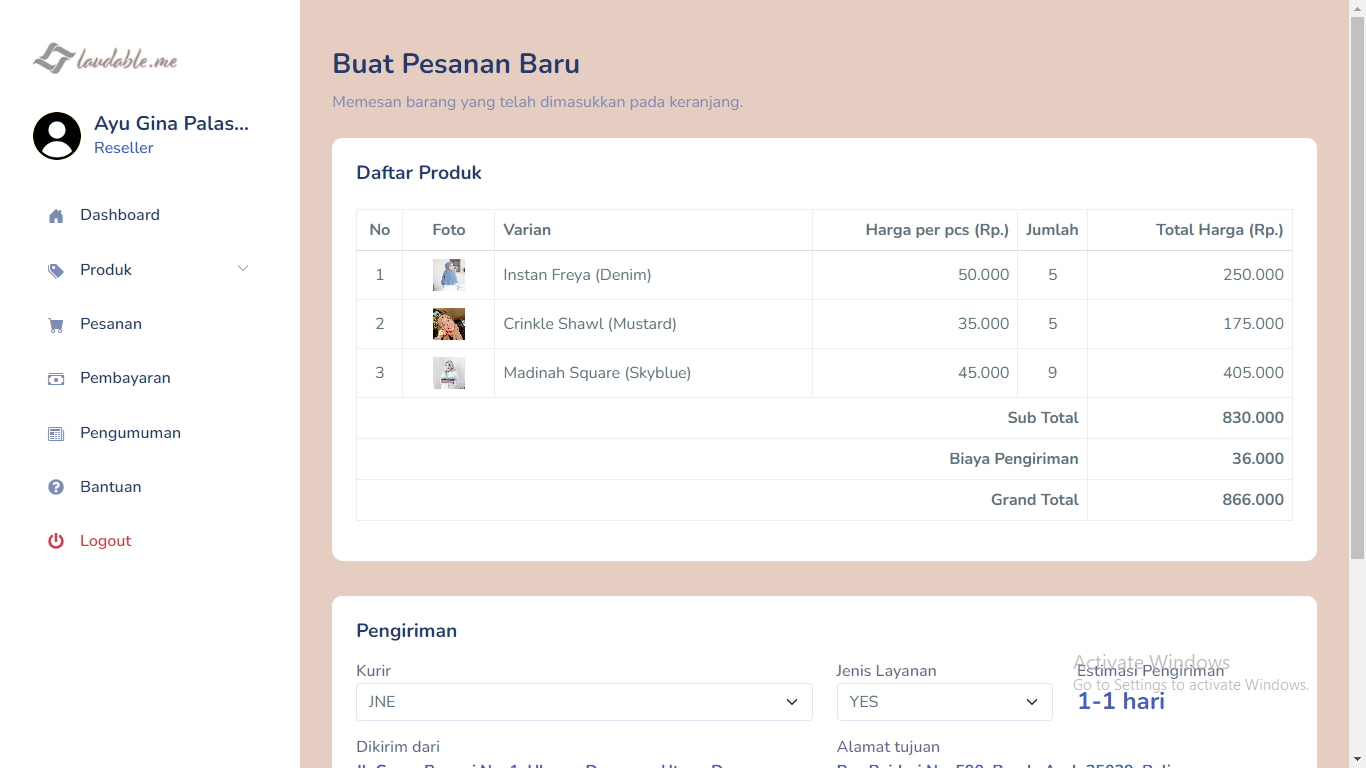 laudable.me
Ayu Gina Palas...
Reseller
Dashboard
Produk
Pesanan
Pembayaran
Pengumuman
Bantuan
Logout
Buat Pesanan Baru
Memesan barang yang telah dimasukkan pada keranjang.
Daftar Produk
No Foto Varian Harga per pcs (Rp.) Jumlah Total Harga (Rp.)
1 Instan Freya (Denim) 50.000 5 250.000
2 Crinkle Shawl (Mustard) 35.000 5 175.000
3 Madinah Square (Skyblue) 45.000 9 405.000
Sub Total 830.000
Biaya Pengiriman 36.000
Grand Total 866.000
Pengiriman
Kurir Jenis Layanan Estimasi Pengiriman
JNE YES 1-1 hari
Activate Windows
Go to Settings to activate Windows.
Dikirim dari Alamat tujuan